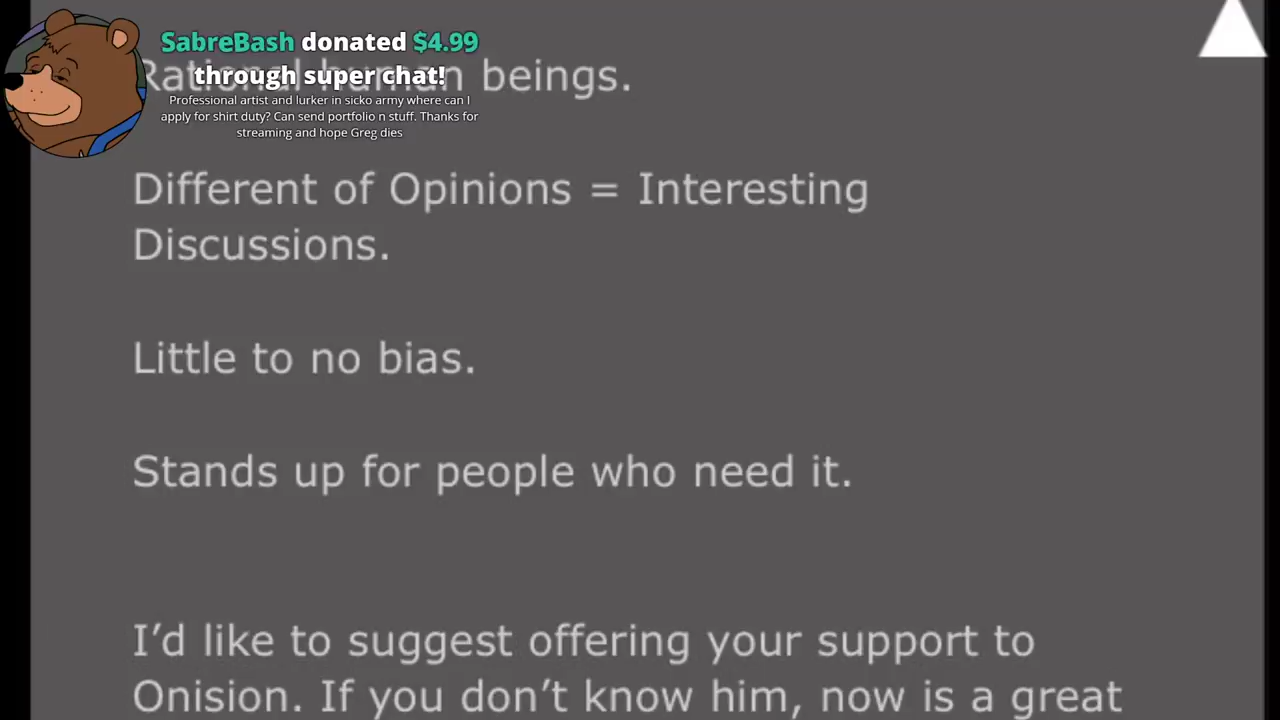 SabreBash donated $4.99
through super chat!
Professional artist and lurker in sicko army where can I
apply for shirt duty? Can send portfolio n stuff. Thanks for
streaming and hope Greg dies
Rational human beings.
Different of Opinions = Interesting
Discussions.
Little to no bias.
Stands up for people who need it.
I’d like to suggest offering your support to
Onision. If you don’t know him, now is a great